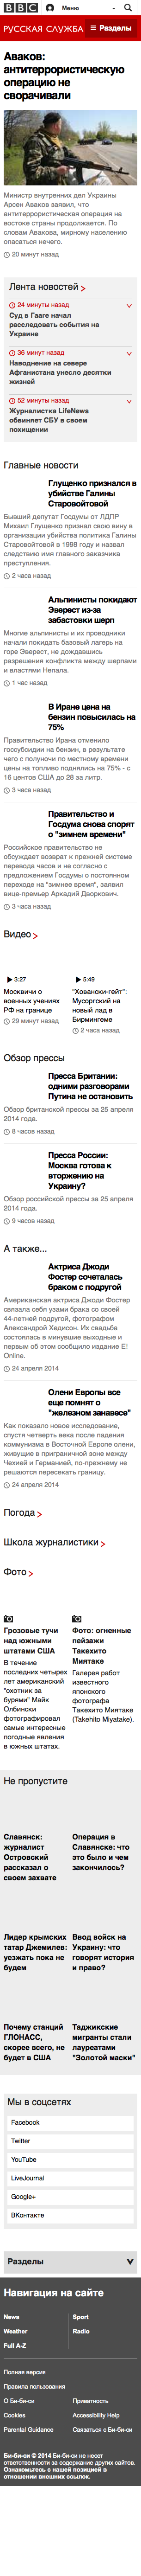 BBC Меню
РУССКАЯ СЛУЖБА Разделы
Аваков:
антитеррористическую
операцию не
сворачивали
Министр внутренних дел Украины
Арсен Аваков заявил, что
антитеррористическая операция на
востоке страны продолжается. По
словам Авакова, мирному населению
опасаться нечего.
20 минут назад
Лента новостей
24 минуты назад
Суд в Гааге начал
расследовать события на
Украине
36 минут назад
Наводнение на севере
Афганистана унесло десятки
жизней
52 минуты назад
Журналистка LifeNews
обвиняет СБУ в своем
похищении
Главные новости
Глущенко признался в
убийстве Галины
Старовойтовой
Бывший депутат Госдумы от ЛДПР
Михаил Глущенко признал свою вину в
организации убийства политика Галины
Старовойтовой в 1998 году и назвал
следствию имя главного заказчика
преступления.
2 часа назад
Альпинисты покидают
Эверест из-за
забастовки шерп
Многие альпинисты и их проводники
начали покидать базовый лагерь на
горе Эверест, не дождавшись
разрешения конфликта между шерпами
и властями Непала.
1 час назад
В Иране цена на
бензин повысилась на
75%
Правительство Ирана отменило
госсубсидии на бензин, в результате
чего с полуночи по местному времени
цены на топливо поднялись на 75% - с
16 центов США до 28 за литр.
3 часа назад
Правительство и
Госдума снова спорят
о "зимнем времени"
Российское правительство не
обсуждает возврат к прежней системе
перевода часов и не согласно с
предложением Госдумы о постоянном
переходе на "зимнее время", заявил
вице-премьер Аркадий Дворкович.
3 часа назад
Видео
3:27
Москвичи о
военных учениях
РФ на границе
29 минут назад
5:49
"Ховански-гейт":
Мусоргский на
новый лад в
Бирмингеме
2 часа назад
Обзор прессы
Пресса Британии:
одними разговорами
Путина не остановить
Обзор британской прессы за 25 апреля
2014 года.
8 часов назад
Пресса России:
Москва готова к
вторжению на
Украину?
Обзор российской прессы за 25 апреля
2014 года.
9 часов назад
А также...
Актриса Джоди
Фостер сочеталась
браком с подругой
Американская актриса Джоди Фостер
связала себя узами брака со своей
44-летней подругой, фотографом
Александрой Хедисон. Их свадьба
состоялась в минувшие выходные и
первым об этом сообщило издание E!
Online.
24 апреля 2014
Олени Европы все
еще помнят о
"железном занавесе"
Как показало новое исследование,
спустя четверть века после падения
коммунизма в Восточной Европе олени,
живущие в приграничной зоне между
Чехией и Германией, по-прежнему не
решаются пересекать границу.
24 апреля 2014
Погода
Школа журналистики
Фото
Грозовые тучи
над южными
штатами США
В течение
последних четырех
лет американский
"охотник за
бурями" Майк
Олбински
фотографировал
самые интересные
погодные явления
в южных штатах.
Фото: огненные
пейзажи
Такехито
Миятаке
Галерея работ
известного
японского
фотографа
Такехито Миятаке
(Takehito Miyatake).
Не пропустите
Славянск:
журналист
Островский
рассказал о
своем захвате
Операция в
Славянске: что
это было и чем
закончилось?
Лидер крымских
татар Джемилев:
уезжать пока не
будем
Ввод войск на
Украину: что
говорят история
и право?
Почему станций
ГЛОНАСС,
скорее всего, не
будет в США
Таджикские
мигранты стали
лауреатами
"Золотой маски"
Мы в соцсетях
Facebook
Twitter
YouTube
LiveJournal
Google+
ВКонтакте
Разделы
Навигация на сайте
News Sport
Weather Radio
Full A-Z
Полная версия
Правила пользования
О Би-би-си Приватность
Cookies Accessibility Help
Parental Guidance Связаться с Би-би-си
Би-би-си © 2014 Би-би-си не несет
ответственности за содержание других сайтов.
Ознакомьтесь с нашей позицией в
отношении внешних ссылок.